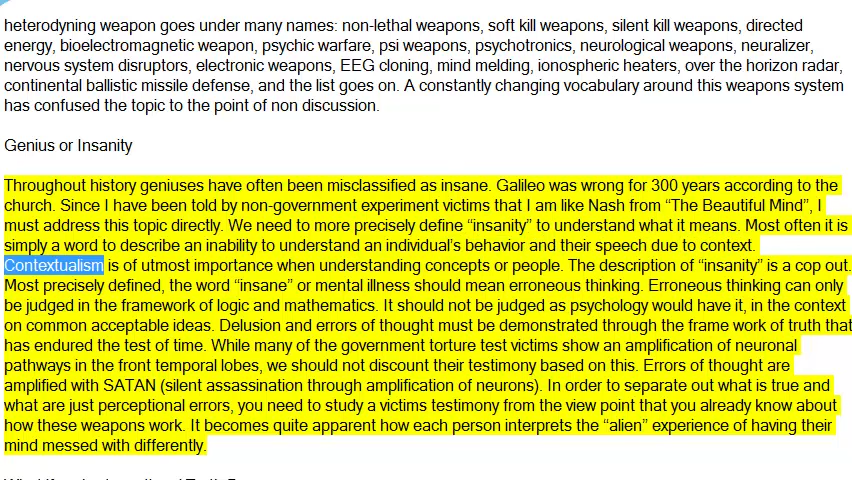 heterodyning weapon goes under many names: non-lethal weapons, soft kill weapons, silent kill weapons, directed
energy, bioelectromagnetic weapon, psychic warfare, psi weapons, psychotronics, neurological weapons, neuralizer,
nervous system disruptors, electronic weapons, EEG cloning, mind melding, ionospheric heaters, over the horizon radar,
continental ballistic missile defense, and the list goes on. A constantly changing vocabulary around this weapons system
has confused the topic to the point of non discussion.
Genius or Insanity
Throughout history geniuses have often been misclassified as insane. Galileo was wrong for 300 years according to the
church. Since I have been told by non-government experiment victims that I am like Nash from “The Beautiful Mind”, I
must address this topic directly. We need to more precisely define “insanity” to understand what it means. Most often it is
simply a word to describe an inability to understand an individual’s behavior and their speech due to context.
Contextualism is of utmost importance when understanding concepts or people. The description of “insanity” is a cop out.
Most precisely defined, the word “insane” or mental illness should mean erroneous thinking. Erroneous thinking can only
be judged in the framework of logic and mathematics. It should not be judged as psychology would have it, in the context
on common acceptable ideas. Delusion and errors of thought must be demonstrated through the frame work of truth that
has endured the test of time. While many of the government torture test victims show an amplification of neuronal
pathways in the front temporal lobes, we should not discount their testimony based on this. Errors of thought are
amplified with SATAN (silent assassination through amplification of neurons). In order to separate out what is true and
what are just perceptional errors, you need to study a victims testimony from the view point that you already know about
how these weapons work. It becomes quite apparent how each person interprets the “alien” experience of having their
mind messed with differently.